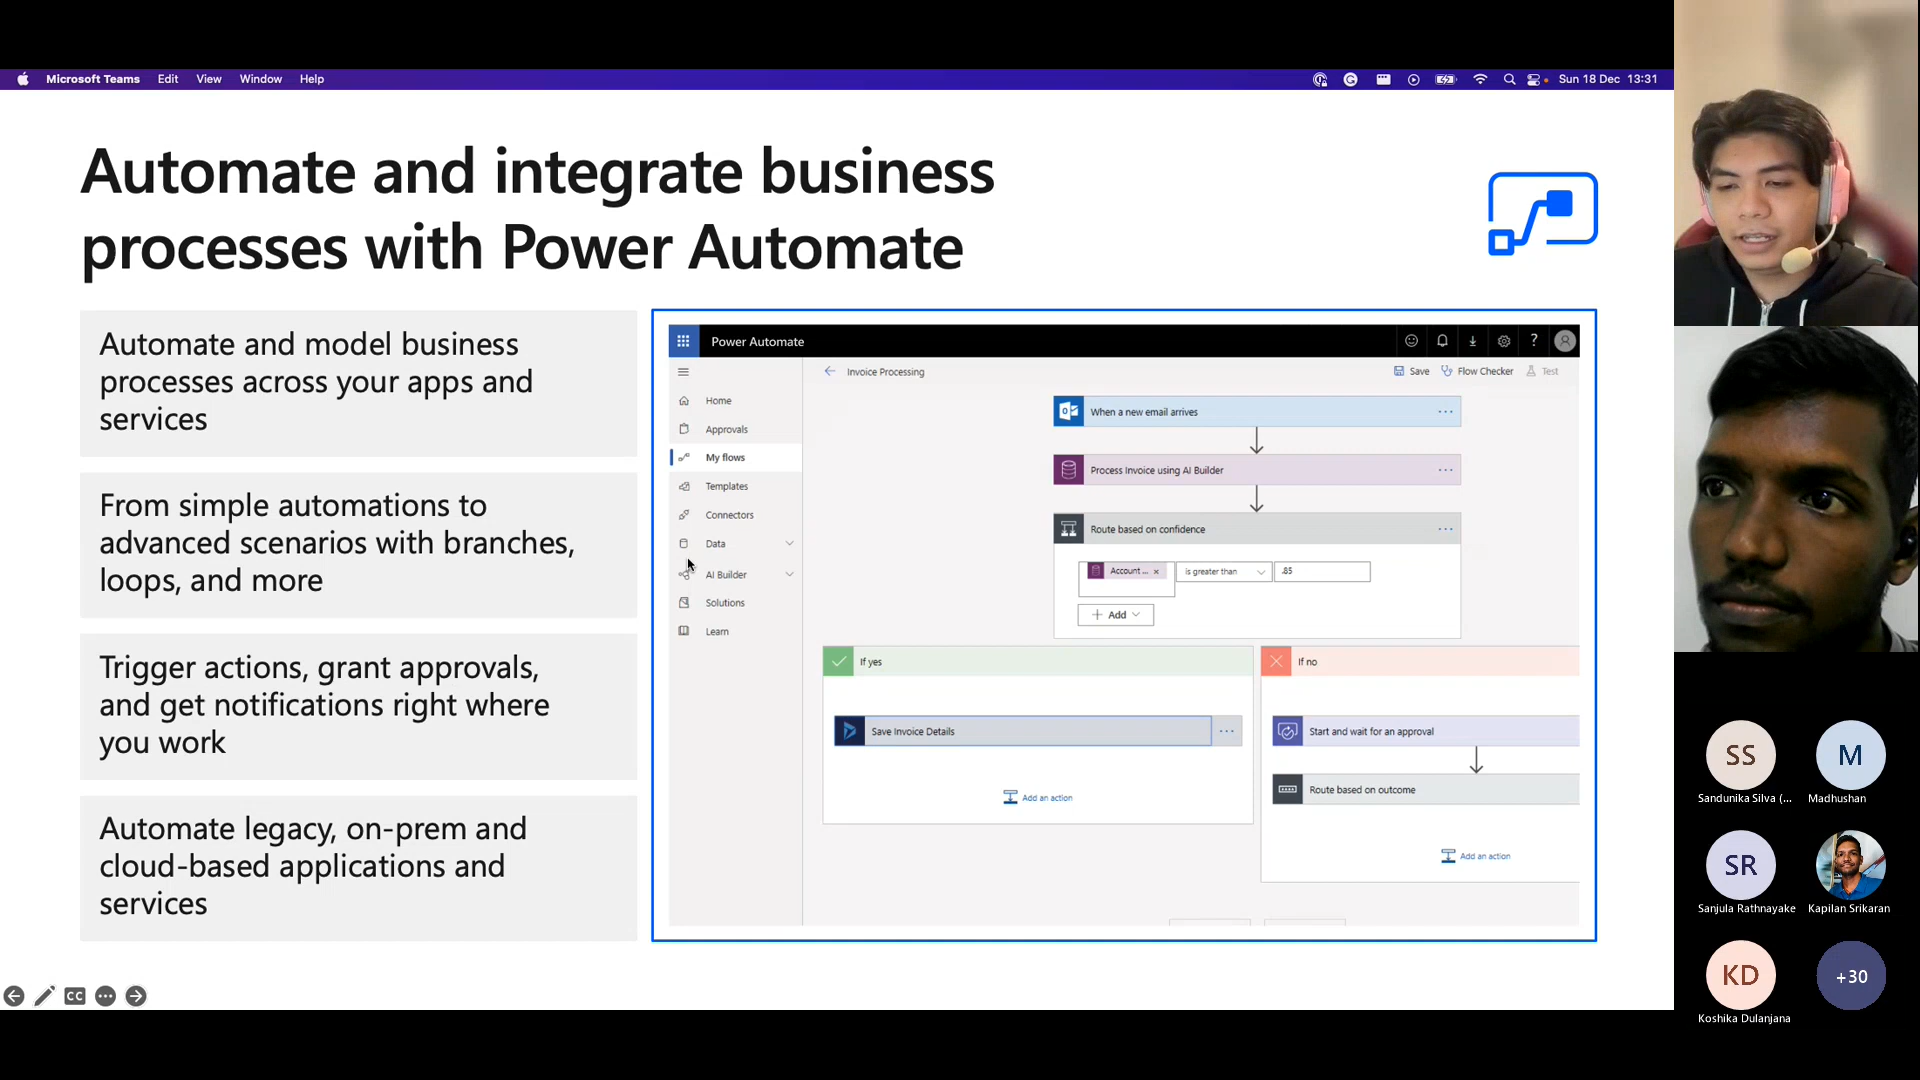 Microsoft Teams Edit View Window Help
Sun 18 Dec 13:31
Automate and integrate business
processes with Power Automate
Automate and model business
processes across your apps and
services
From simple automations to
advanced scenarios with branches,
loops, and more
Trigger actions, grant approvals,
and get notifications right where
you work
Automate legacy, on-prem and
cloud-based applications and
services
Power Automate
?
Invoice Processing
Save Flow Checker Test
Home
Approvals
My flows
Templates
Connectors
Data
AI Builder
Solutions
Learn
When a new email arrives
Process Invoice using AI Builder
Route based on confidence
Account ... is greater than .85
Add
If yes
Save Invoice Details
Add an action
If no
Start and wait for an approval
Route based on outcome
Add an action
CC
SS
Sandunika Silva (...
M
Madhushan
SR
Sanjula Rathnayake
Kapilan Srikaran
KD
Koshika Dulanjana
+30